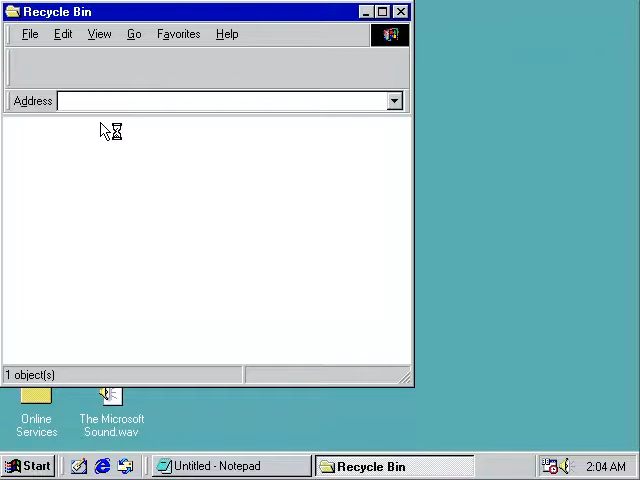 Recycle Bin
File Edit View Go Favorites Help
Address
1 object(s)
Online
Services
The Microsoft
Sound.wav
Start
Untitled - Notepad
Recycle Bin
2:04 AM